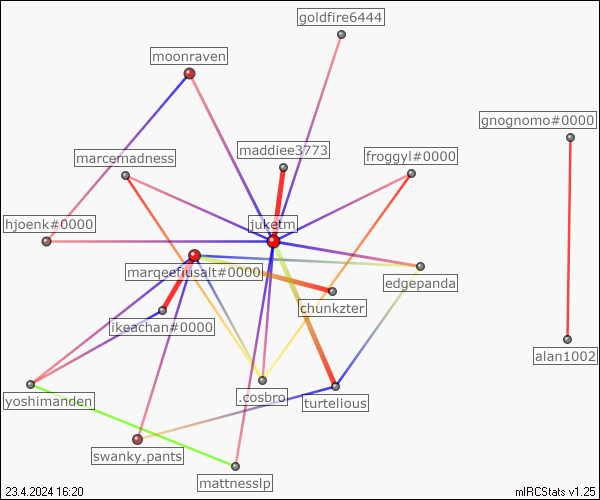 goldfire6444
moonraven
gnognomo#0000
maddiee3773
froggyl#0000
marcemadness
hjoenk#0000
juketm
marqeefiusalt#0000
edgepanda
chunkzter
ikeachan#0000
alan1002
yoshimanden
.cosbro
turtelious
swanky.pants
mattnesslp
23.4.2024 16:20
mIRCStats v1.25